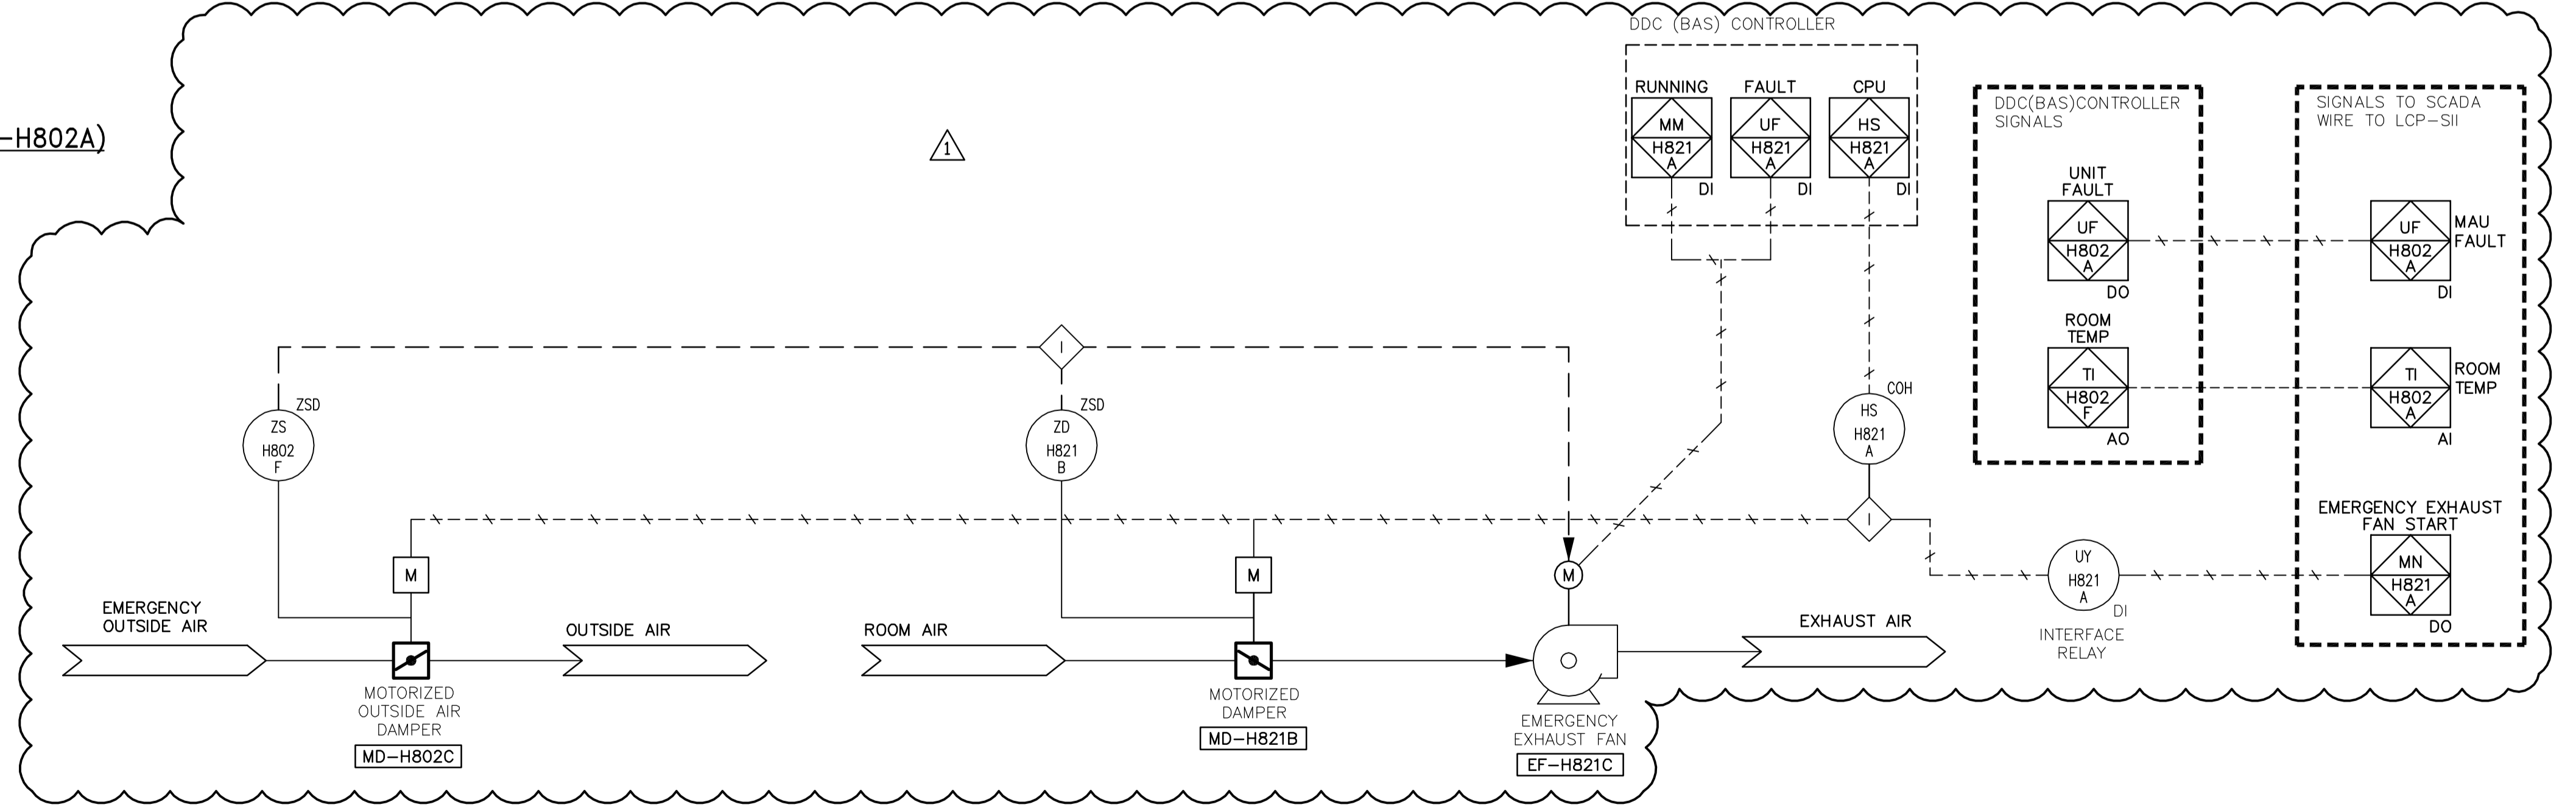 -H802A)
1
DDC (BAS) CONTROLLER
RUNNING
MM
H821
A
DI
FAULT
UF
H821
A
DI
CPU
HS
H821
A
DI
DDC(BAS)CONTROLLER
SIGNALS
UNIT
FAULT
UF
H802
A
DO
ROOM
TEMP
TI
H802
F
AO
SIGNALS TO SCADA
WIRE TO LCP-SII
UF
H802
A
DI
MAU
FAULT
TI
H802
A
AI
ROOM
TEMP
EMERGENCY EXHAUST
FAN START
MN
H821
A
DO
I
ZSD
ZS
H802
F
ZSD
ZD
H821
B
COH
HS
H821
A
I
UY
H821
A
DI
INTERFACE
RELAY
M
M
M
EMERGENCY
OUTSIDE AIR
OUTSIDE AIR
ROOM AIR
EXHAUST AIR
MOTORIZED
OUTSIDE AIR
DAMPER
MD-H802C
MOTORIZED
DAMPER
MD-H821B
EMERGENCY
EXHAUST FAN
EF-H821C